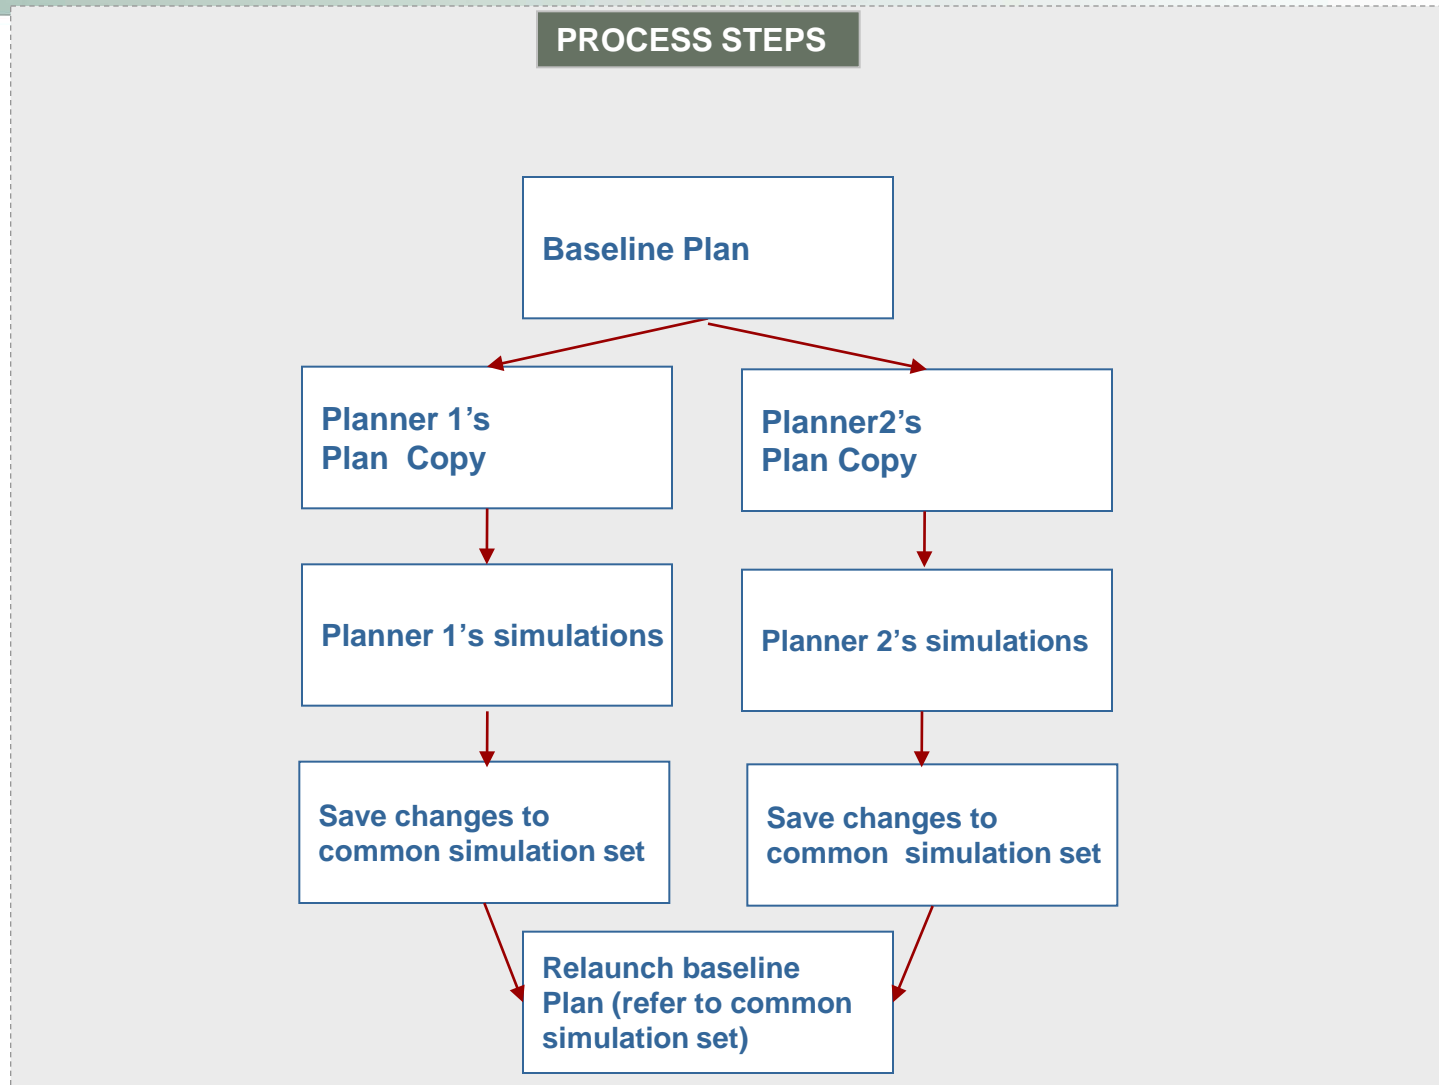 PROCESS STEPS
Baseline Plan
Planner 1’s
Plan  Copy
Planner2’s
Plan Copy
Planner 1’s simulations
Planner 2’s simulations
Save changes to
common simulation set
Save changes to
common  simulation set
Relaunch baseline
Plan (refer to common
simulation set)